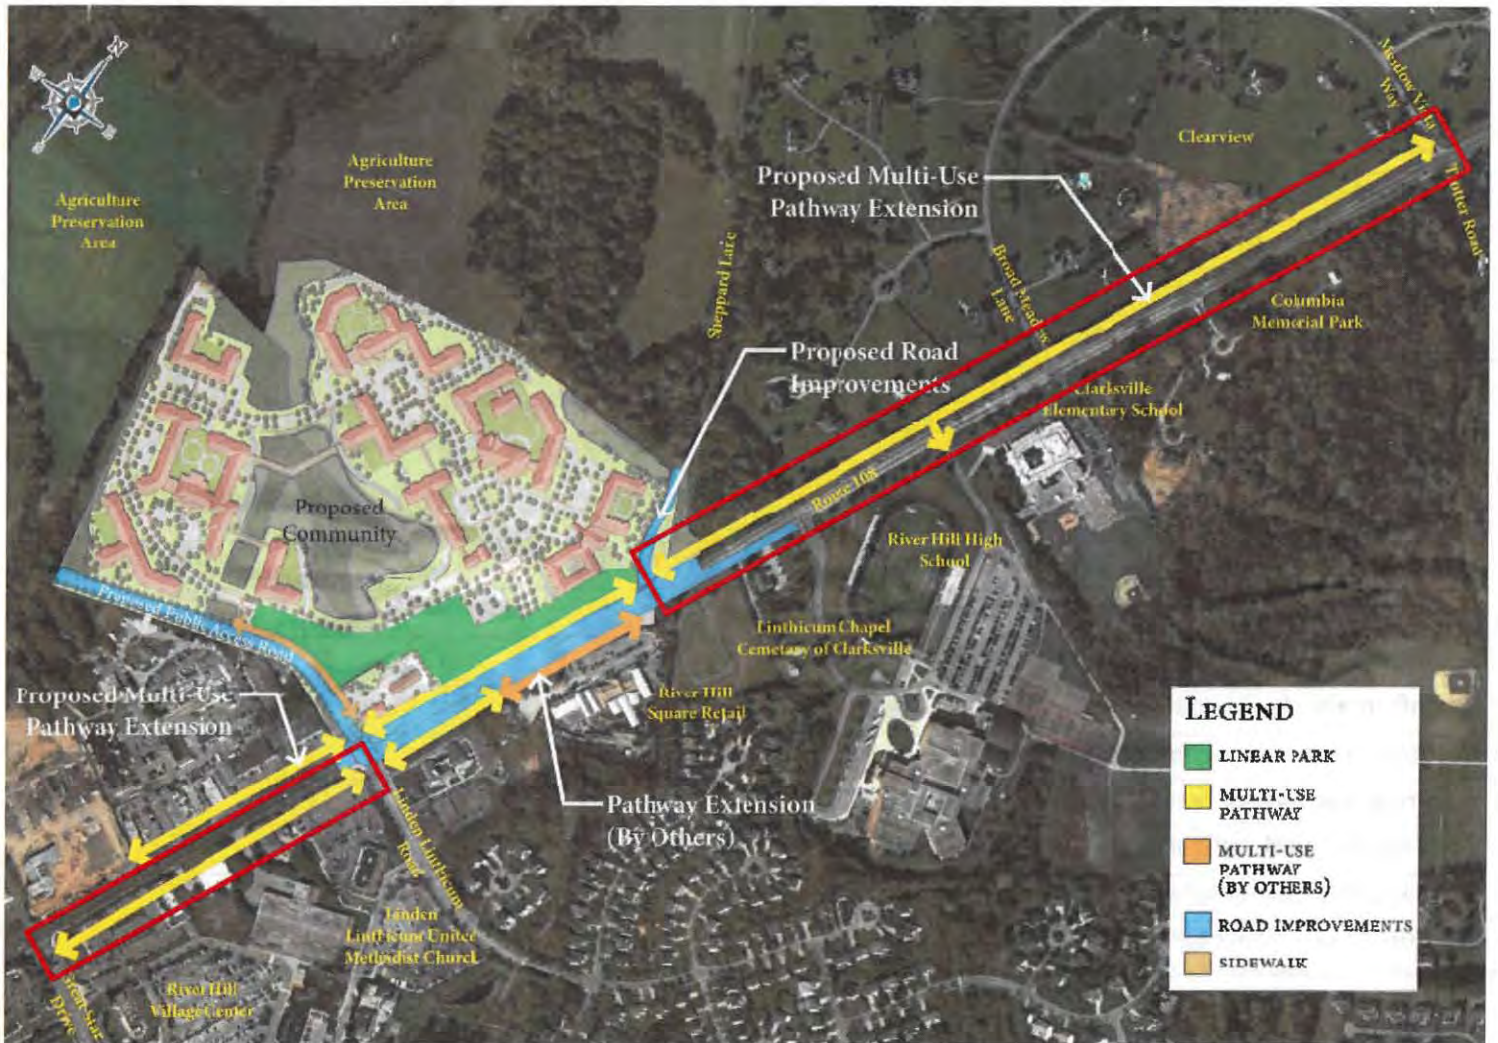 N
Agriculture
Preservation
Area
Agriculture
Preservation
Area
Meadow Vista
Way
Clearview
Trotter Road
Proposed Multi-Use
Pathway Extension
Sheppard Lane
Broad Meadow
Lane
Columbia
Memorial Park
Proposed Road
Improvements
Clarksville
Elementary School
Route 108
Proposed
Community
River Hill High
School
Proposed Public Access Road
Linthicum Chapel
Cemetary of Clarksville
Proposed Multi-Use
Pathway Extension
River Hill
Square Retail
Pathway Extension
(By Others)
Linden Linthicum
Road
Linden
Linthicum United
Methodist Church
River Hill
Village Center
Great Star
Drive
LEGEND
LINEAR PARK
MULTI-USE
PATHWAY
MULTI-USE
PATHWAY
(BY OTHERS)
ROAD IMPROVEMENTS
SIDEWALK